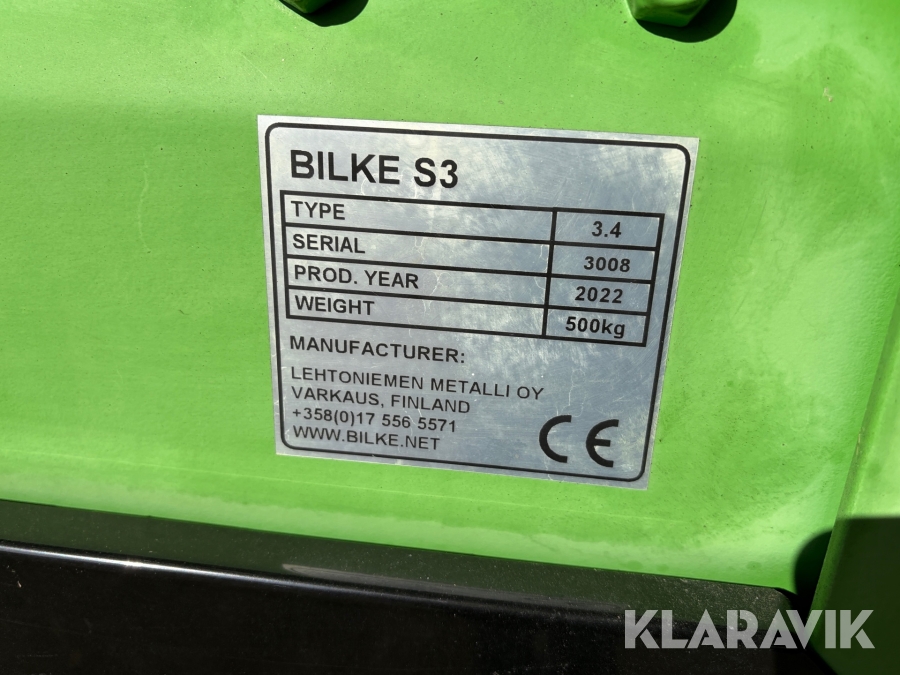 BILKE S3
TYPE 3.4
SERIAL 3008
PROD. YEAR 2022
WEIGHT 500kg
MANUFACTURER:
LEHTONIEMEN METALLI OY
VARKAUS, FINLAND
+358(0)17 556 5571
WWW.BILKE.NET
CE
KLARAVIK